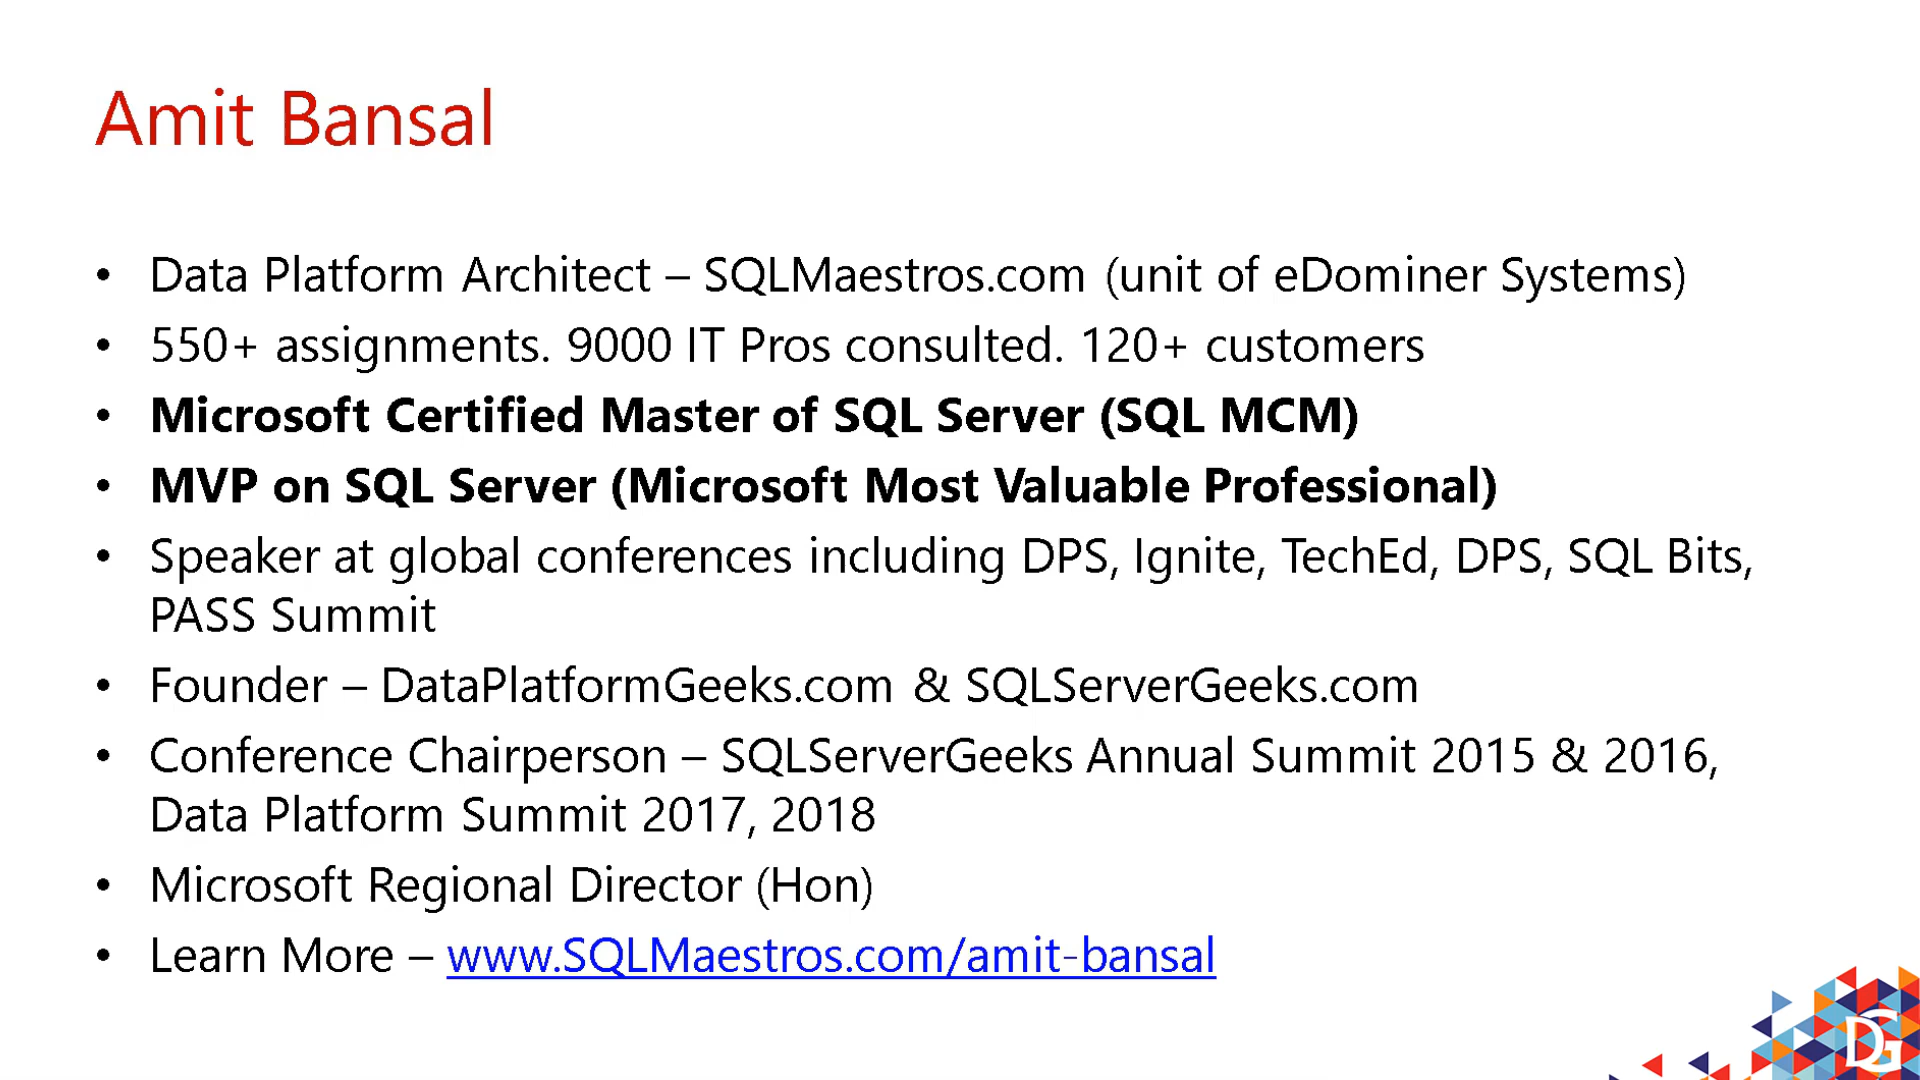 Amit Bansal
• Data Platform Architect – SQLMaestros.com (unit of eDominer Systems)
• 550+ assignments. 9000 IT Pros consulted. 120+ customers
• Microsoft Certified Master of SQL Server (SQL MCM)
• MVP on SQL Server (Microsoft Most Valuable Professional)
• Speaker at global conferences including DPS, Ignite, TechEd, DPS, SQL Bits,
PASS Summit
• Founder – DataPlatformGeeks.com & SQLServerGeeks.com
• Conference Chairperson – SQLServerGeeks Annual Summit 2015 & 2016,
Data Platform Summit 2017, 2018
• Microsoft Regional Director (Hon)
• Learn More – www.SQLMaestros.com/amit-bansal
DG